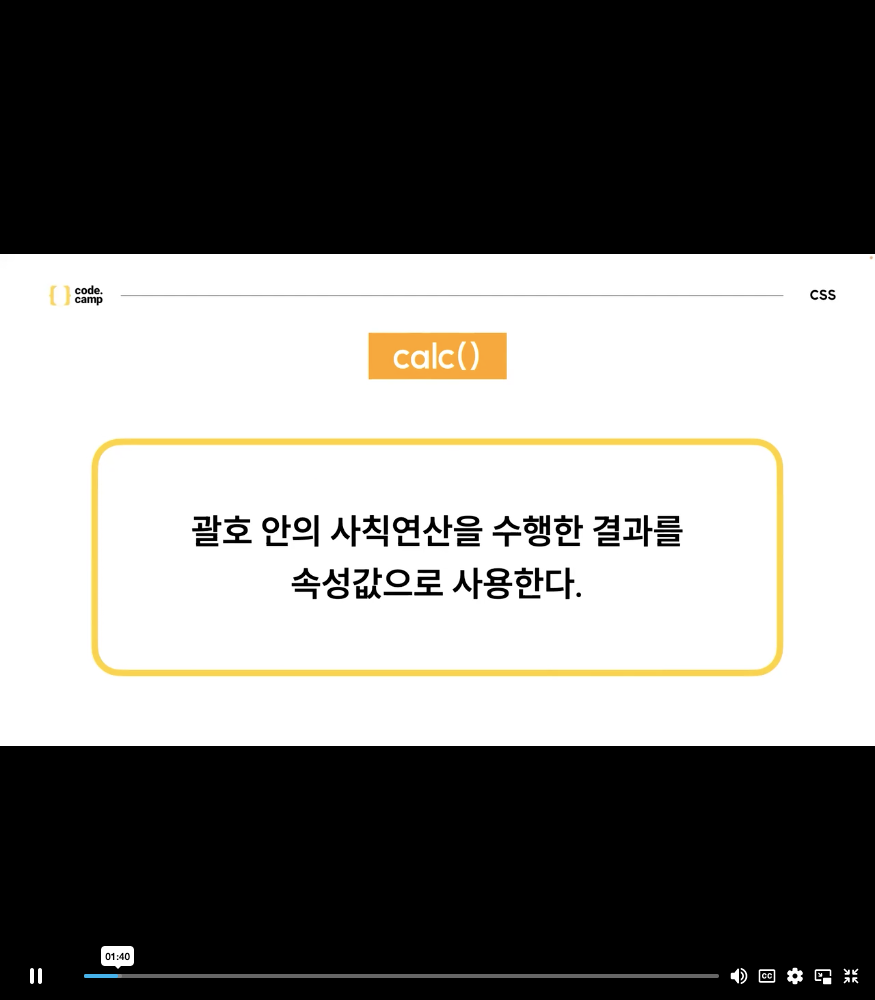 { } code.
camp
CSS
calc()
괄호 안의 사칙연산을 수행한 결과를
속성값으로 사용한다.
01:40
CC